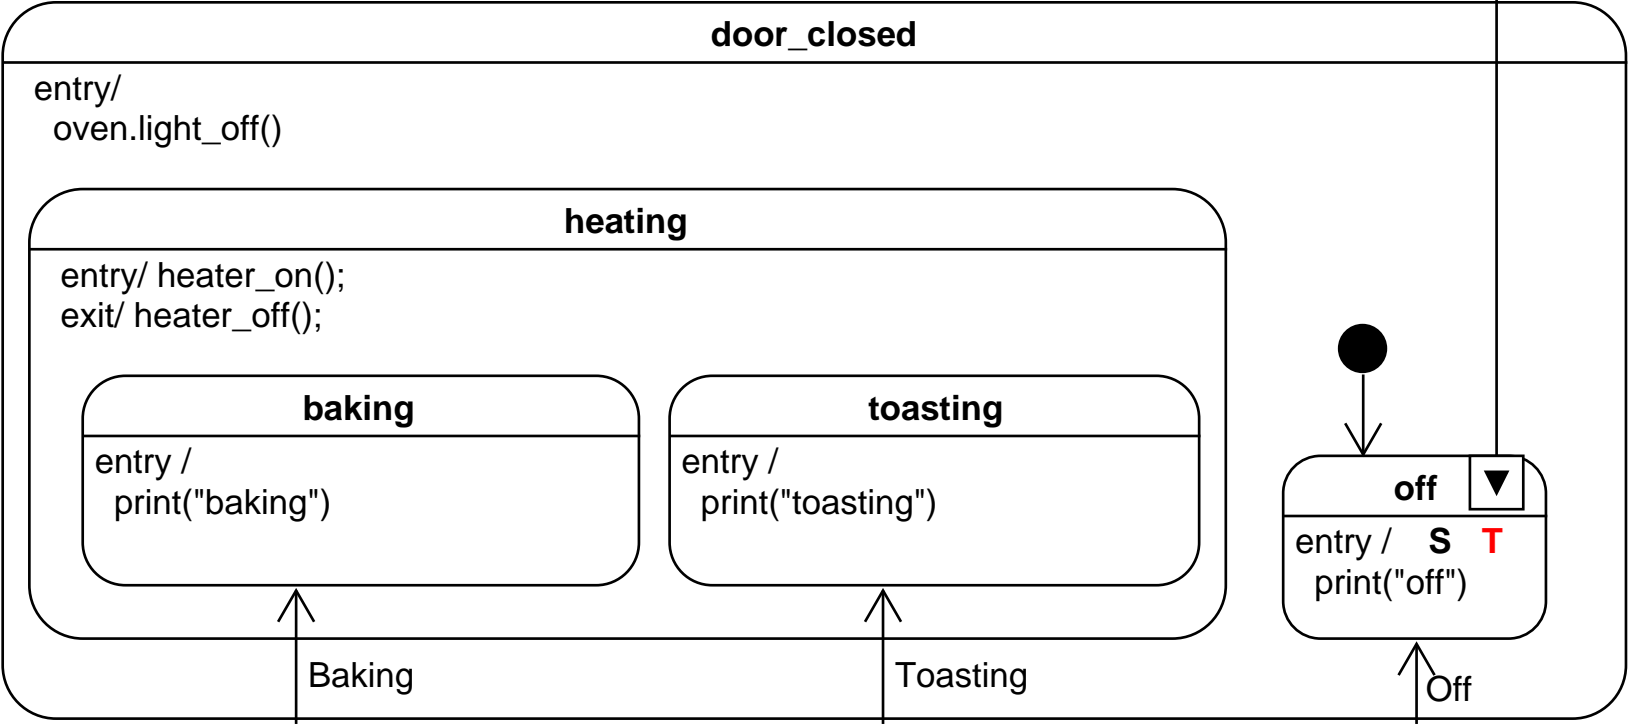 door_closed
entry/
oven.light_off()
heating
entry/ heater_on();
exit/ heater_off();
baking
entry /
print("baking")
toasting
entry /
print("toasting")
off
entry / S T
print("off")
Baking
Toasting
Off